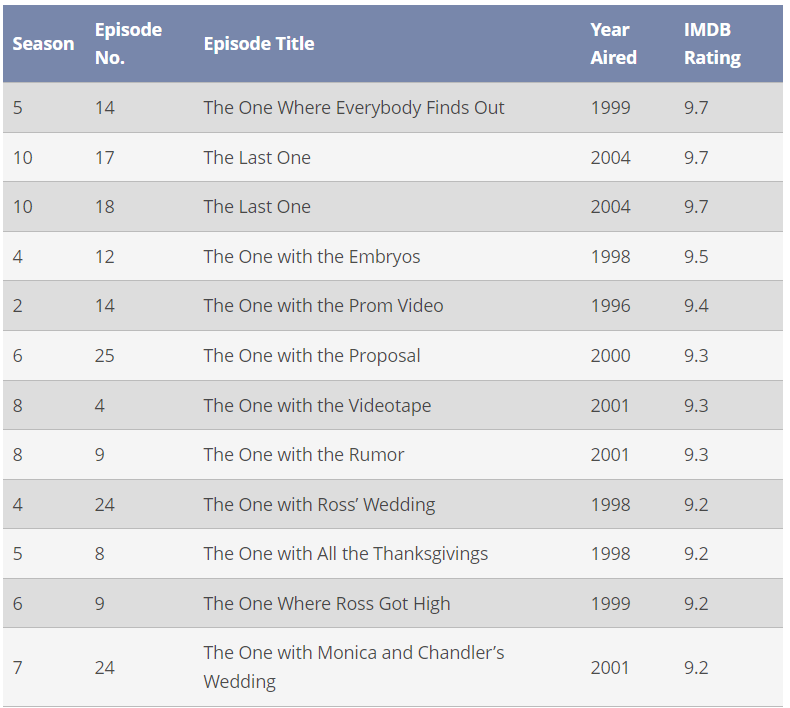 Season Episode No. Episode Title Year Aired IMDB Rating
5 14 The One Where Everybody Finds Out 1999 9.7
10 17 The Last One 2004 9.7
10 18 The Last One 2004 9.7
4 12 The One with the Embryos 1998 9.5
2 14 The One with the Prom Video 1996 9.4
6 25 The One with the Proposal 2000 9.3
8 4 The One with the Videotape 2001 9.3
8 9 The One with the Rumor 2001 9.3
4 24 The One with Ross’ Wedding 1998 9.2
5 8 The One with All the Thanksgivings 1998 9.2
6 9 The One Where Ross Got High 1999 9.2
7 24 The One with Monica and Chandler’s Wedding 2001 9.2